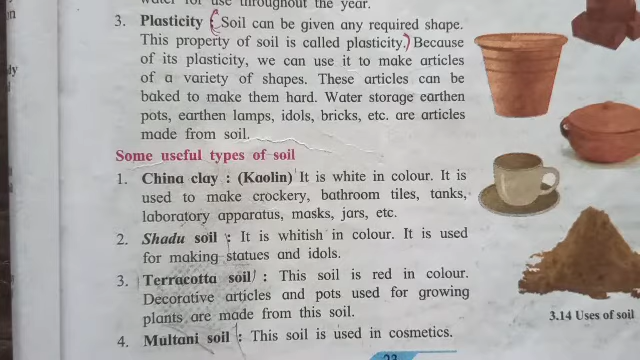 water for use throughout the year.
3. Plasticity : Soil can be given any required shape.
This property of soil is called plasticity. Because
of its plasticity, we can use it to make articles
of a variety of shapes. These articles can be
baked to make them hard. Water storage earthen
pots, earthen lamps, idols, bricks, etc. are articles
made from soil.
Some useful types of soil
1. China clay : (Kaolin) It is white in colour. It is
used to make crockery, bathroom tiles, tanks,
laboratory apparatus, masks, jars, etc.
2. Shadu soil : It is whitish in colour. It is used
for making statues and idols.
3. Terracotta soil : This soil is red in colour.
Decorative articles and pots used for growing
plants are made from this soil.
4. Multani soil : This soil is used in cosmetics.
3.14 Uses of soil